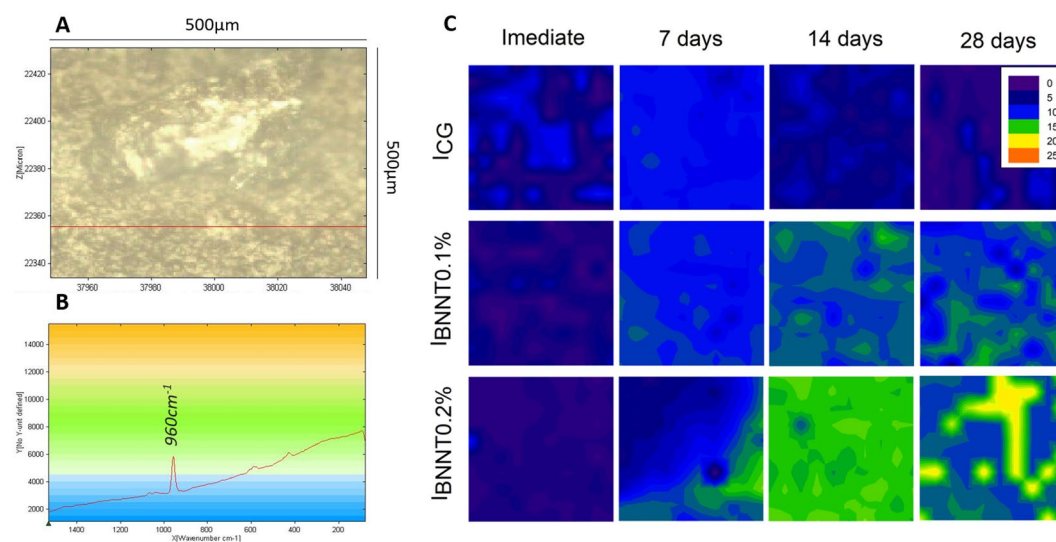 A
500μm
500μm
Z[Micron]
22420
22400
22380
22360
22340
37960 37980 38000 38020 38040
X[Micron]
B
Y[No Y-unit defined]
14000
12000
10000
8000
6000
4000
2000
960cm-1
1400 1200 1000 800 600 400 200
X[Wavenumber cm-1]
C
Imediate 7 days 14 days 28 days
ICG
IBNNT0.1%
IBNNT0.2%
0
5
10
15
20
25